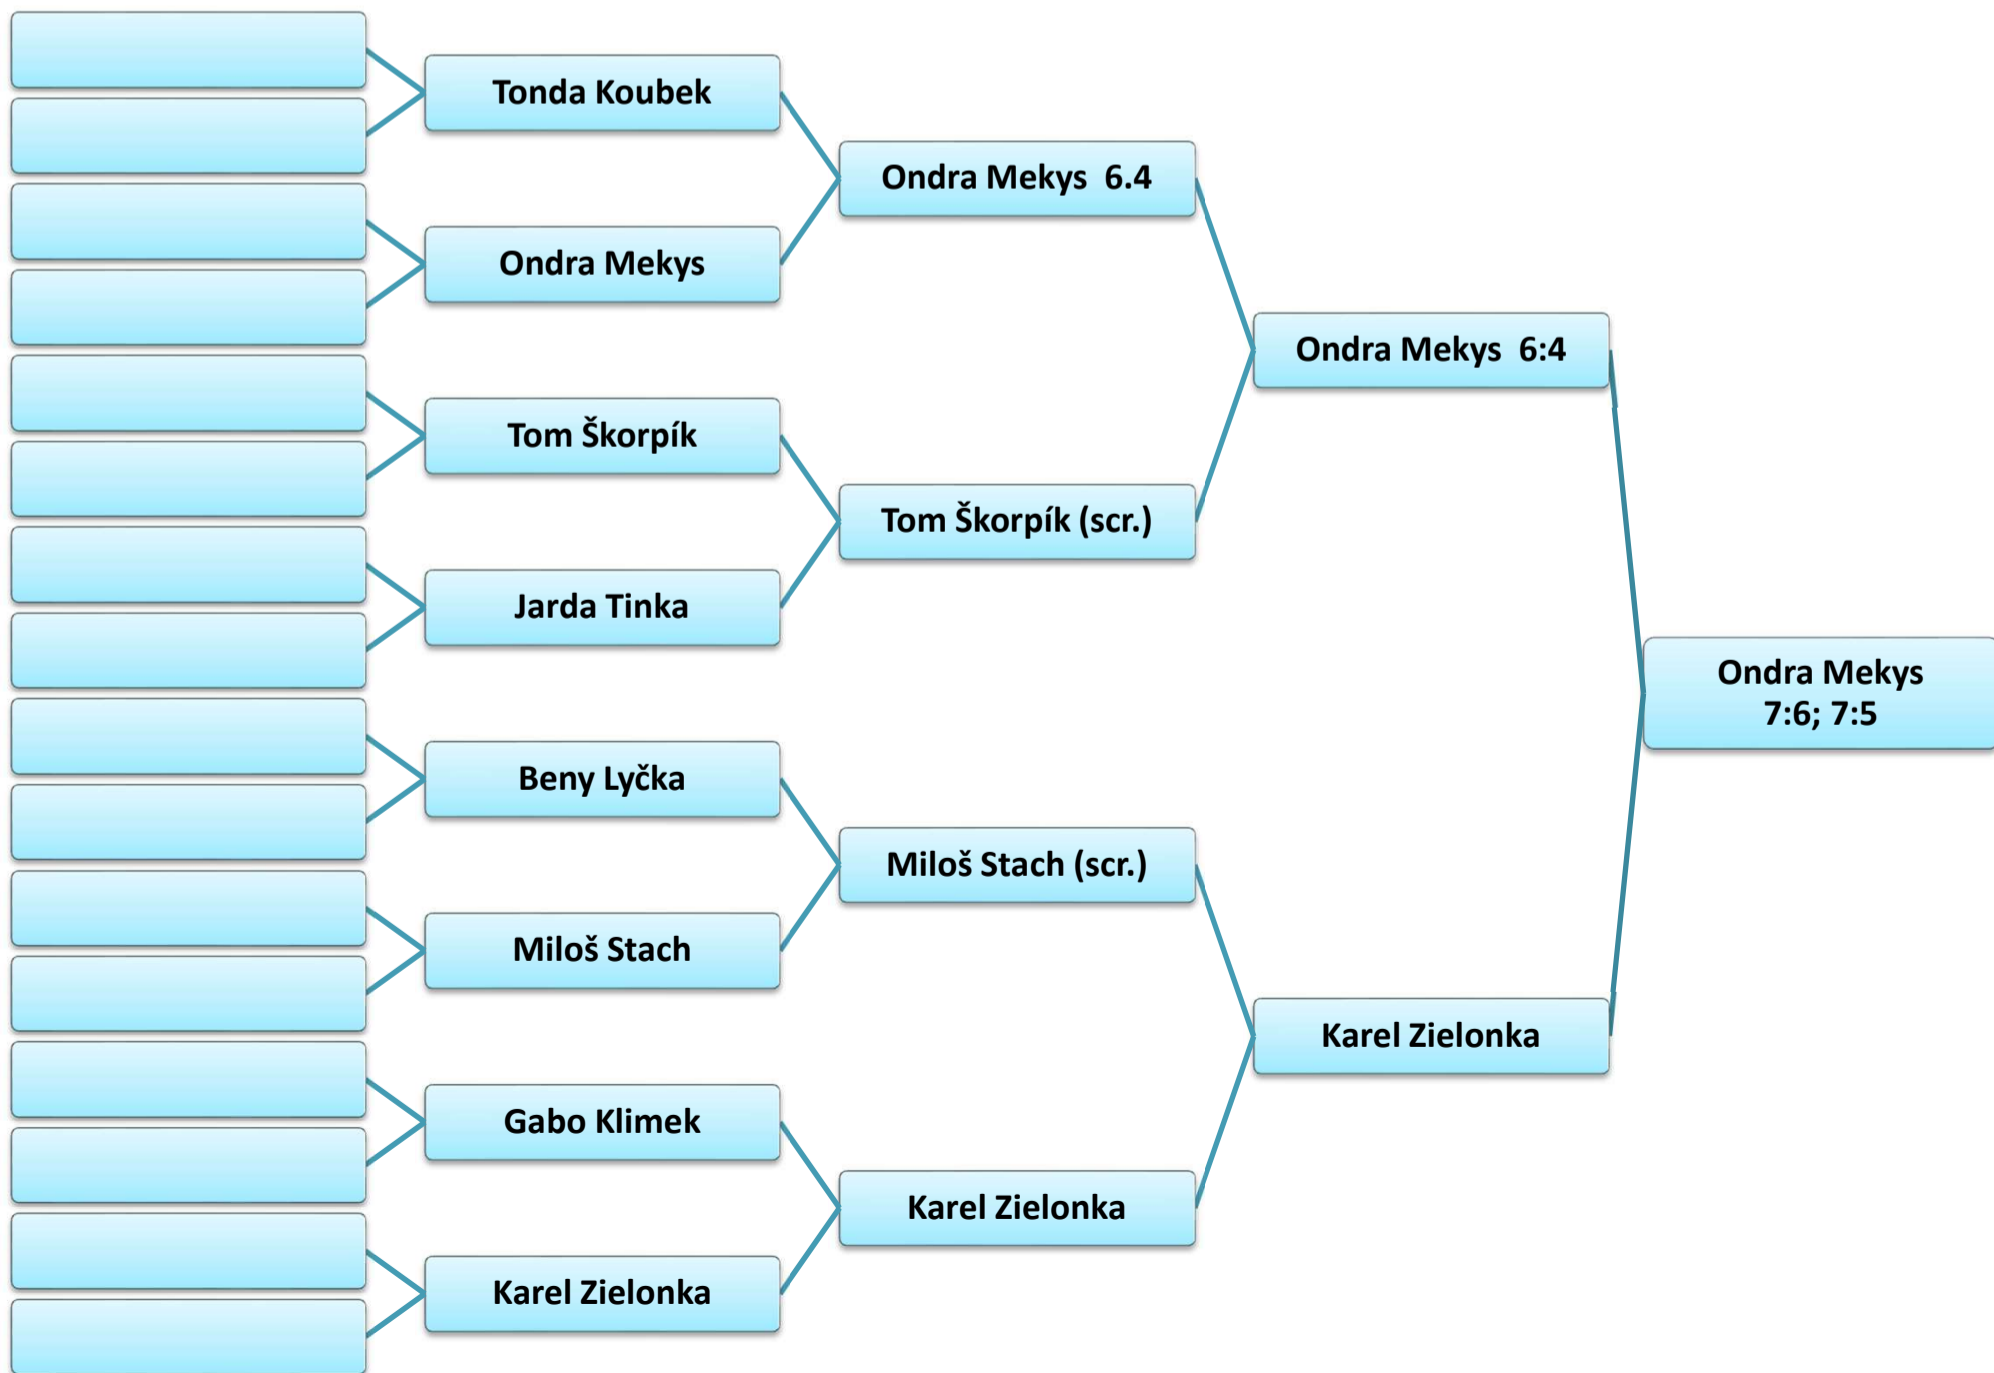 Tonda Koubek
Ondra Mekys 6.4
Ondra Mekys
Ondra Mekys 6:4
Tom Škorpík
Tom Škorpík (scr.)
Jarda Tinka
Ondra Mekys
7:6; 7:5
Beny Lyčka
Miloš Stach (scr.)
Miloš Stach
Karel Zielonka
Gabo Klimek
Karel Zielonka
Karel Zielonka